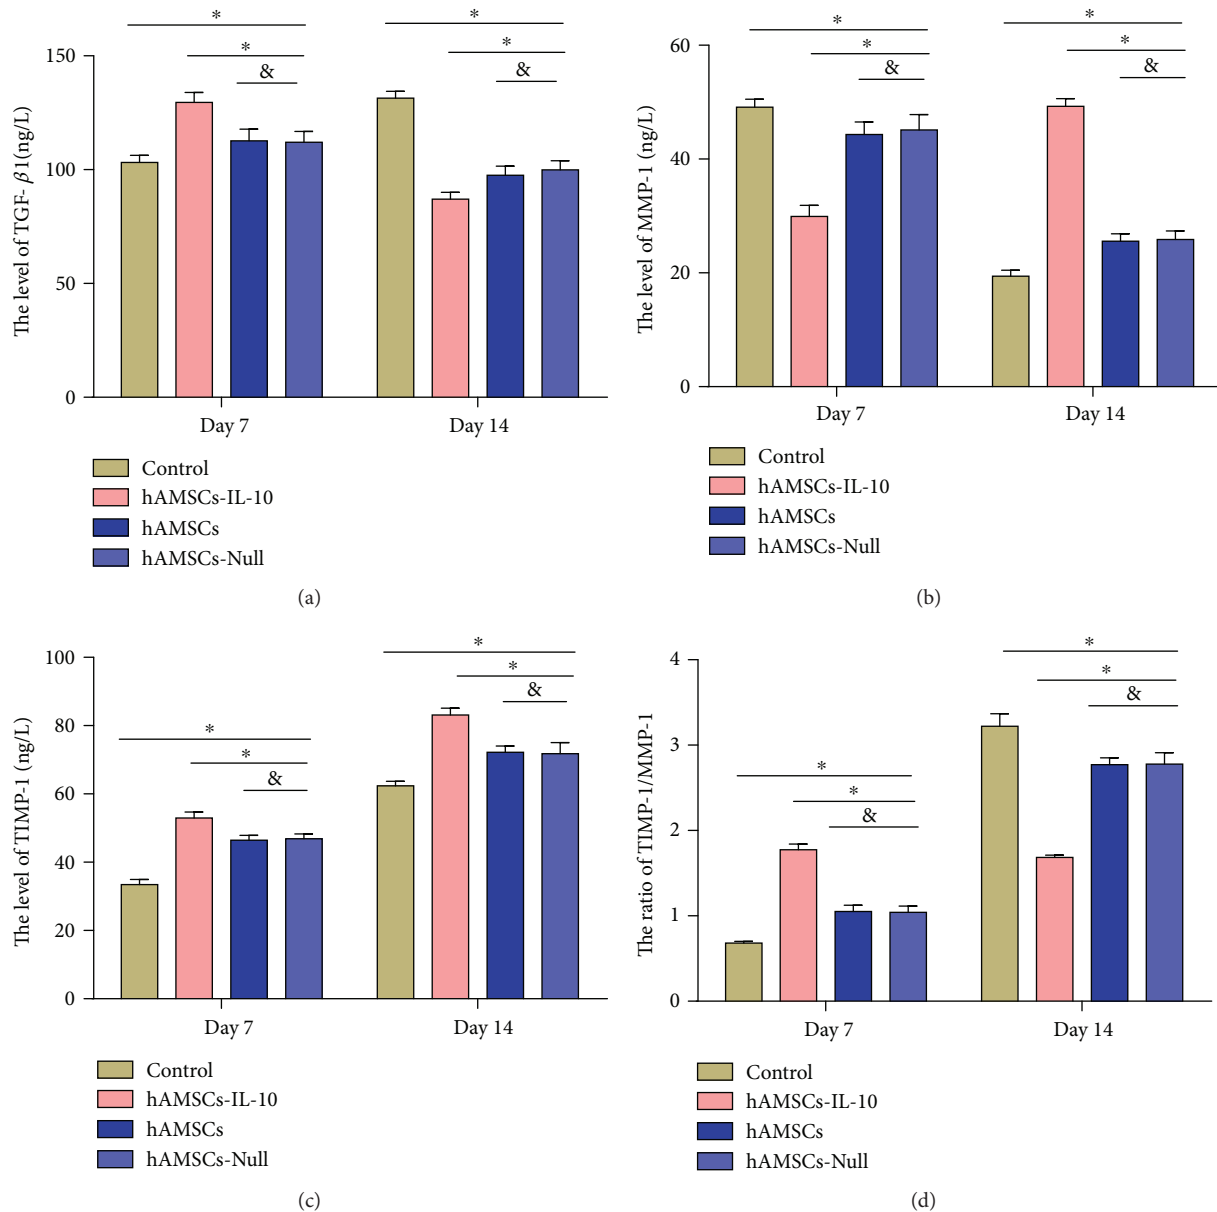 * *
* *
& &
150
100
50
0
The level of TGF- β1(ng/L)
Day 7 Day 14
Control
hAMSCs-IL-10
hAMSCs
hAMSCs-Null
(a)
* *
* *
& &
60
40
20
0
The level of MMP-1 (ng/L)
Day 7 Day 14
Control
hAMSCs-IL-10
hAMSCs
hAMSCs-Null
(b)
*
*
&
*
*
&
100
80
60
40
20
0
The level of TIMP-1 (ng/L)
Day 7 Day 14
Control
hAMSCs-IL-10
hAMSCs
hAMSCs-Null
(c)
*
*
&
*
*
&
4
3
2
1
0
The ratio of TIMP-1/MMP-1
Day 7 Day 14
Control
hAMSCs-IL-10
hAMSCs
hAMSCs-Null
(d)